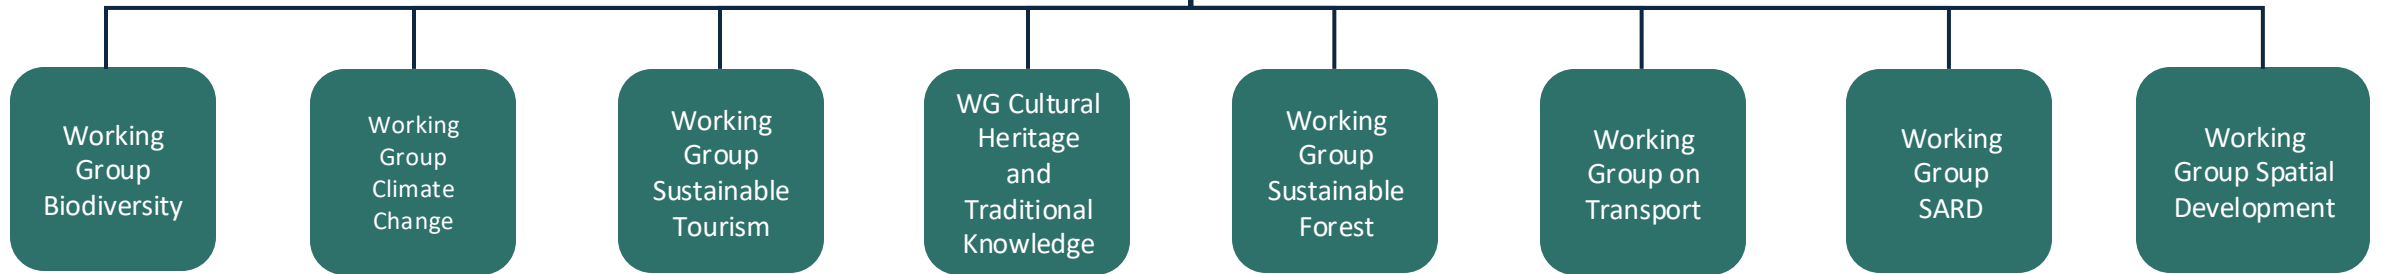 Working
Group
Biodiversity
Working
Group
Climate
Change
Working
Group
Sustainable
Tourism
WG Cultural
Heritage
and
Traditional
Knowledge
Working
Group
Sustainable
Forest
Working
Group on
Transport
Working
Group
SARD
Working
Group Spatial
Development